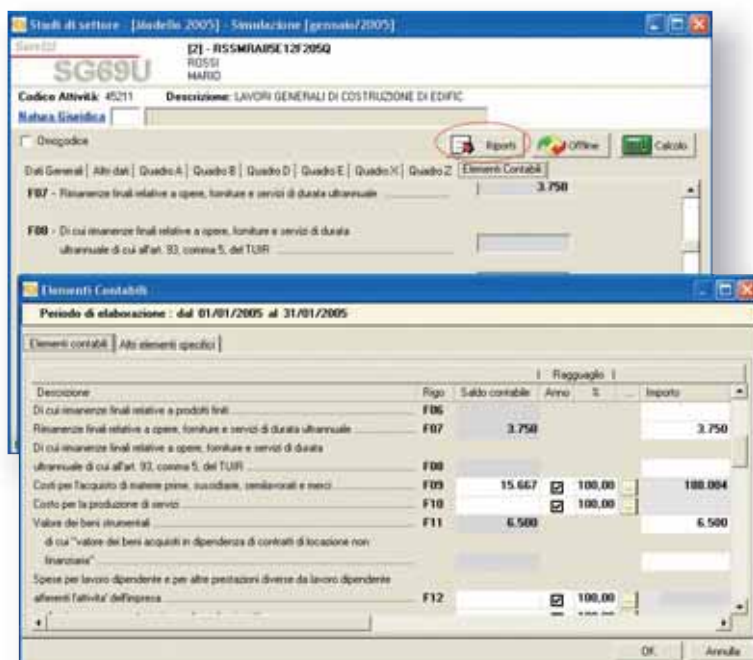 Studi di settore - [Modello 2005] - Simulazione [gennaio/2005]
SG69U
[2] - RSSMRA85E12F205Q
ROSSI
MARIO
Codice Attività: 45211 Descrizione: LAVORI GENERALI DI COSTRUZIONE DI EDIFIC
Natura Giuridica
Omocodice
Riporti Offline Calcolo
Dati Generali Altri dati Quadro A Quadro B Quadro D Quadro E Quadro X Quadro Z Elementi Contabili
F07 - Rimanenze finali relative a opere, forniture e servizi di durata ultrannuale 3.750
F08 - Di cui rimanenze finali relative a opere, forniture e servizi di durata
ultrannuale di cui all'art. 93, comma 5, del TUIR
Elementi Contabili
Periodo di elaborazione : dal 01/01/2005 al 31/01/2005
Elementi contabili Altri elementi specifici
Ragguaglio
Descrizione Rigo Saldo contabile Anno % ... Importo
Di cui rimanenze finali relative a prodotti finiti F06
Rimanenze finali relative a opere, forniture e servizi di durata ultrannuale F07 3.750 3.750
Di cui rimanenze finali relative a opere, forniture e servizi di durata
ultrannuale di cui all'art. 93, comma 5, del TUIR F08
Costi per l'acquisto di materie prime, sussidiarie, semilavorati e merci F09 15.667 100,00 188.004
Costo per la produzione di servizi F10 100,00
Valore dei beni strumentali F11 6.500 6.500
di cui "valore dei beni acquisiti in dipendenza di contratti di locazione non
finanziaria"
Spese per lavoro dipendente e per altre prestazioni diverse da lavoro dipendente
afferenti l'attivita' dell'impresa F12 100,00
OK Annulla